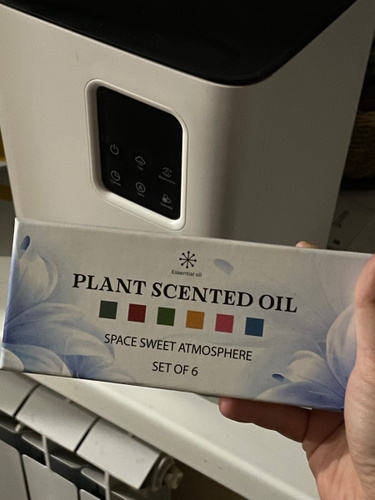 Essential oil
PLANT SCENTED OIL
SPACE SWEET ATMOSPHERE
SET OF 6